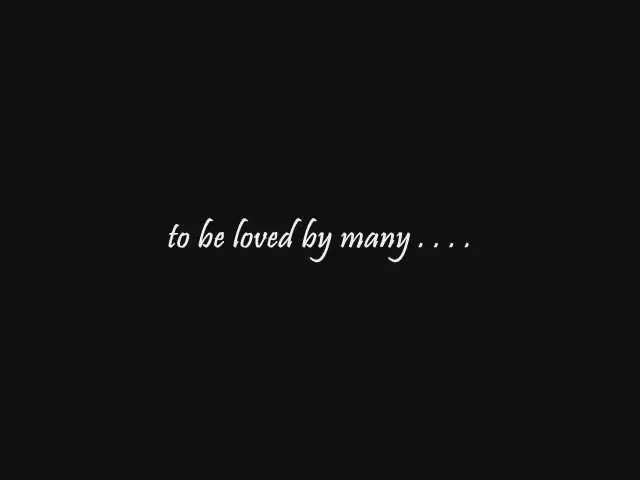 to be loved by many . . . .